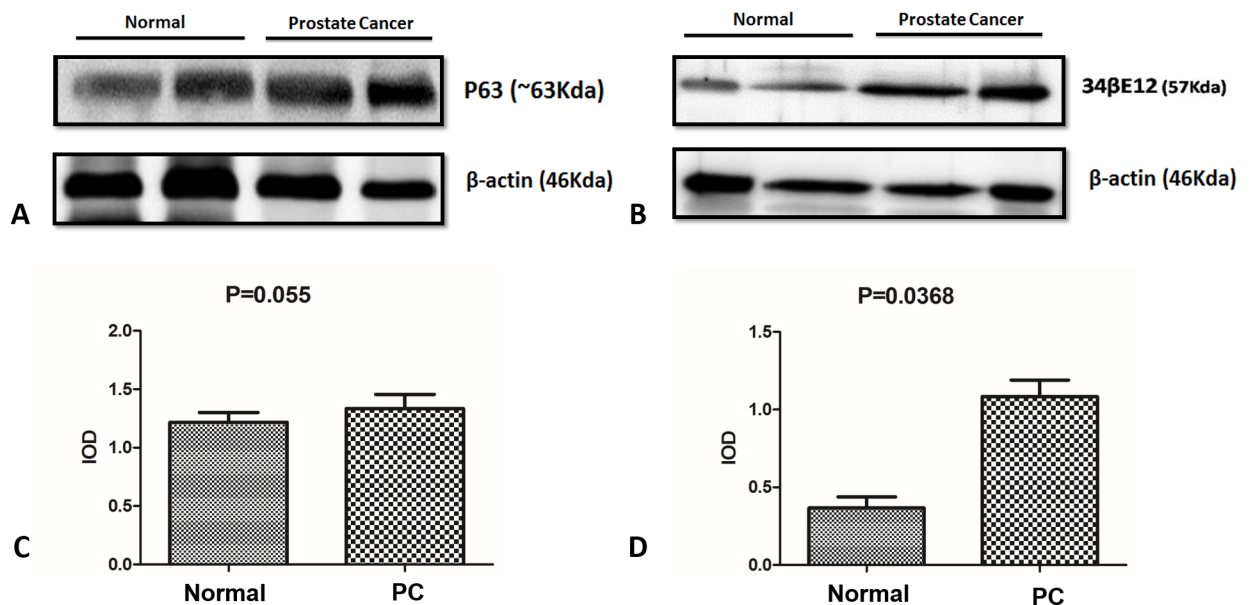 Normal Prostate Cancer
P63 (~63Kda)
β-actin (46Kda)
A
Normal Prostate Cancer
34βE12 (57Kda)
β-actin (46Kda)
B
P=0.055
2.0
1.5
1.0
0.5
0.0
IOD
Normal PC
C
P=0.0368
1.5
1.0
0.5
0.0
IOD
Normal PC
D